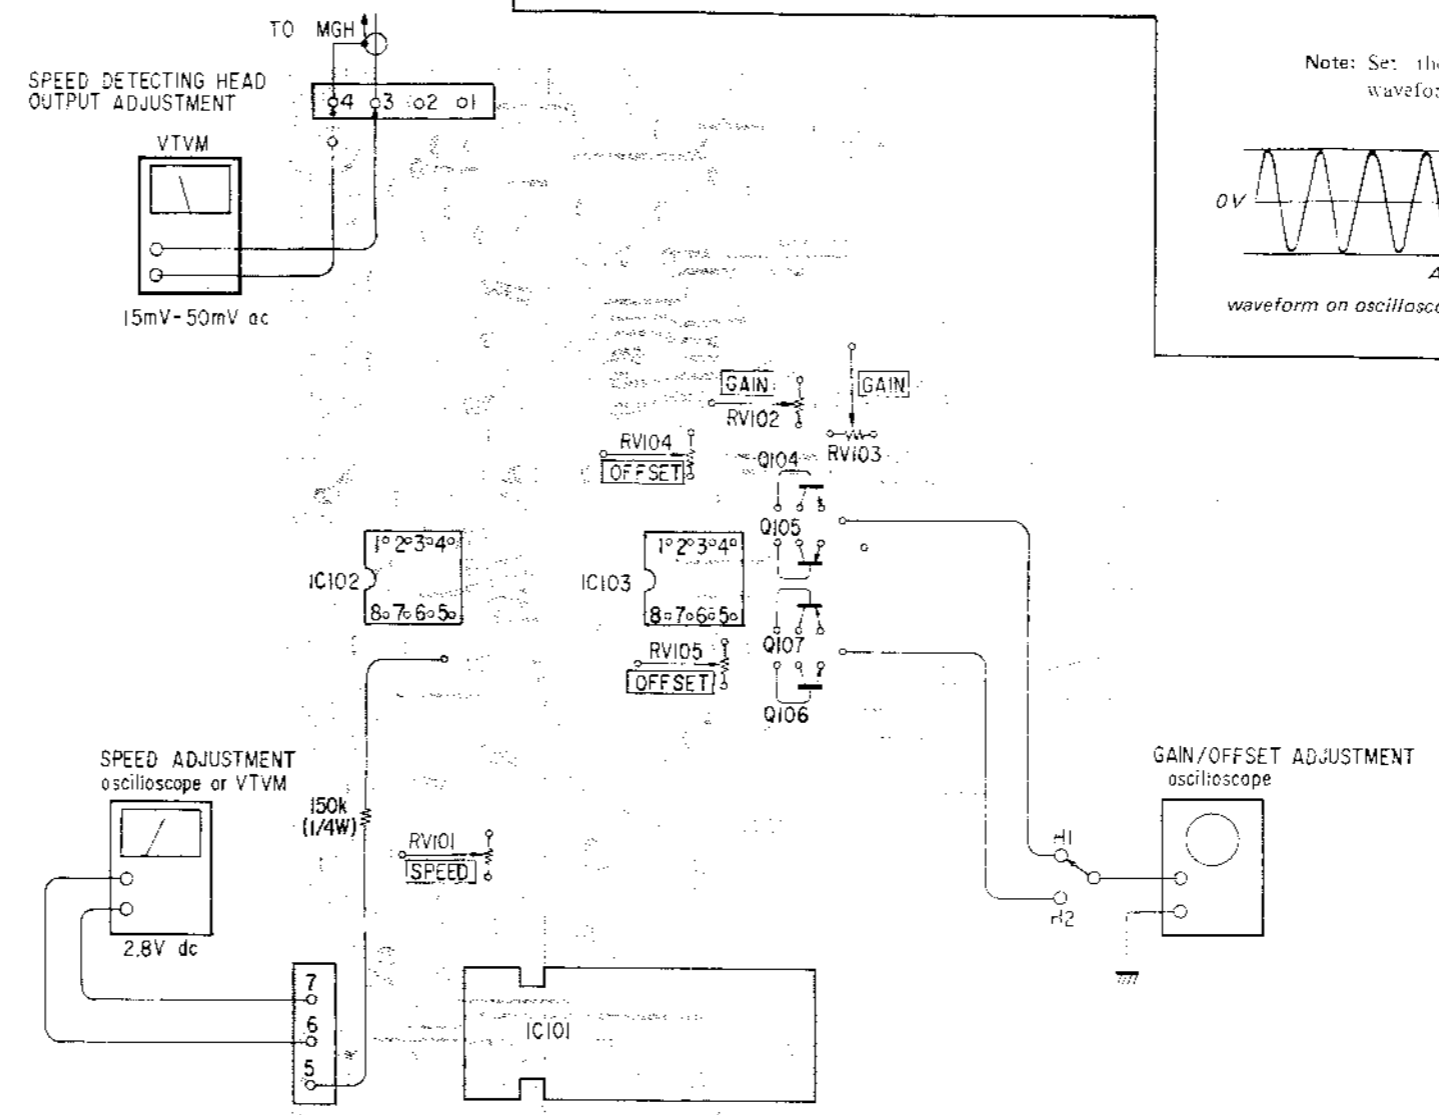 TO MGH
SPEED DETECTING HEAD
OUTPUT ADJUSTMENT
4 3 2 1
VTVM
15mV-50mV ac
Note: Set the
wavefor
0V
A
waveform on oscillosc
GAIN
RV102
GAIN
RV103
RV104
OFFSET
Q104
Q105
1 2 3 4
IC102
8 7 6 5
1 2 3 4
IC103
8 7 6 5
Q107
Q106
RV105
OFFSET
SPEED ADJUSTMENT
oscilloscope or VTVM
2.8V dc
150k
(1/4W)
RV101
SPEED
7
6
5
IC101
GAIN/OFFSET ADJUSTMENT
oscilloscope
H1
H2